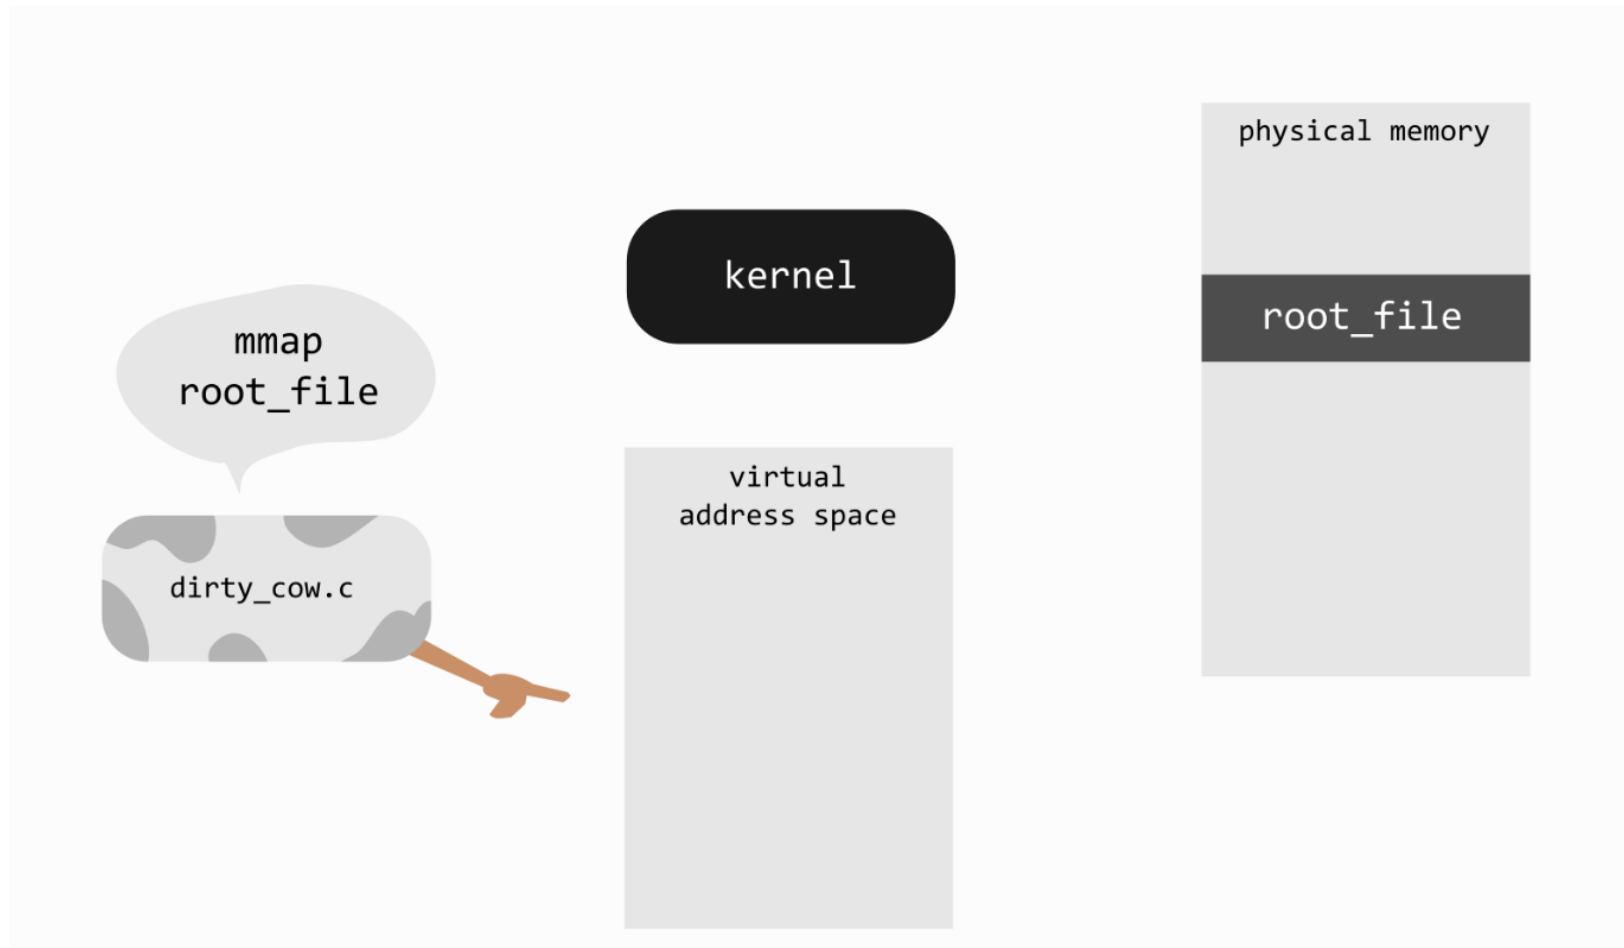 physical memory
kernel
root_file
mmap
root_file
virtual
address space
dirty_cow.c